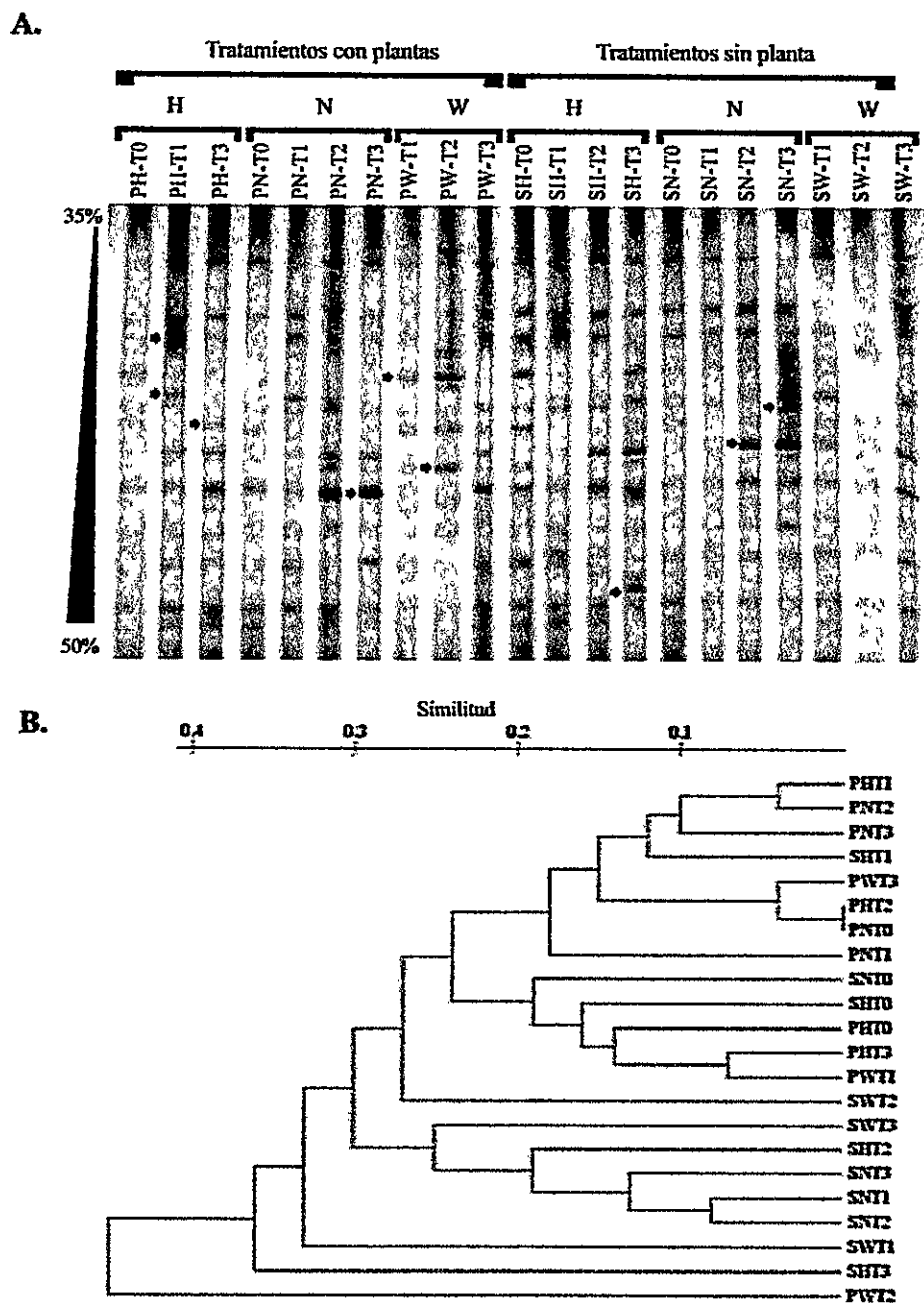 A.
Tratamientos con plantas
Tratamientos sin planta
H
N
W
H
N
W
PH-T0
PH-T1
PH-T3
PN-T0
PN-T1
PN-T2
PN-T3
PW-T1
PW-T2
PW-T3
SH-T0
SH-T1
SH-T2
SH-T3
SN-T0
SN-T1
SN-T2
SN-T3
SW-T1
SW-T2
SW-T3
35%
50%
B.
Similitud
0.4
0.3
0.2
0.1
PHT1
PNT2
PNT3
SHT1
PWT3
PHT2
PNT0
PNT1
SNT0
SHT0
PHT0
PHT3
PWT1
SWT2
SWT3
SHT2
SNT3
SNT1
SNT2
SWT1
SHT3
PWT2